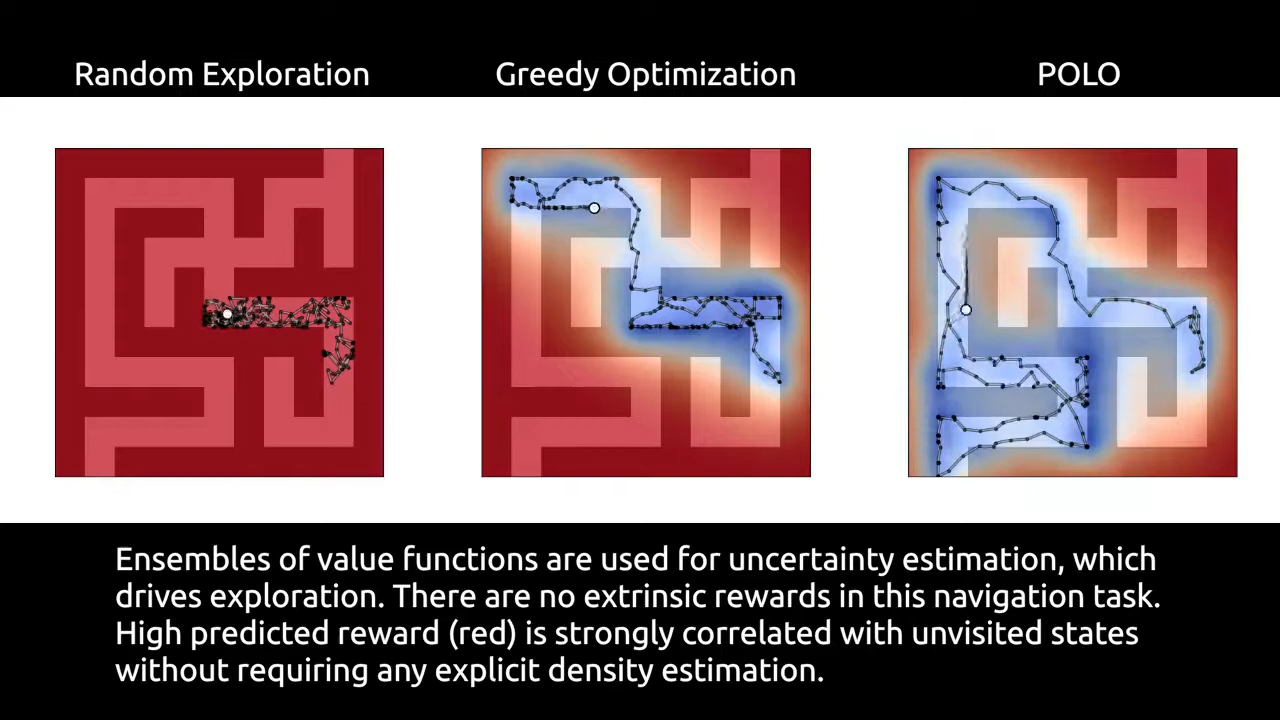 Random Exploration
Greedy Optimization
POLO
Ensembles of value functions are used for uncertainty estimation, which
drives exploration. There are no extrinsic rewards in this navigation task.
High predicted reward (red) is strongly correlated with unvisited states
without requiring any explicit density estimation.